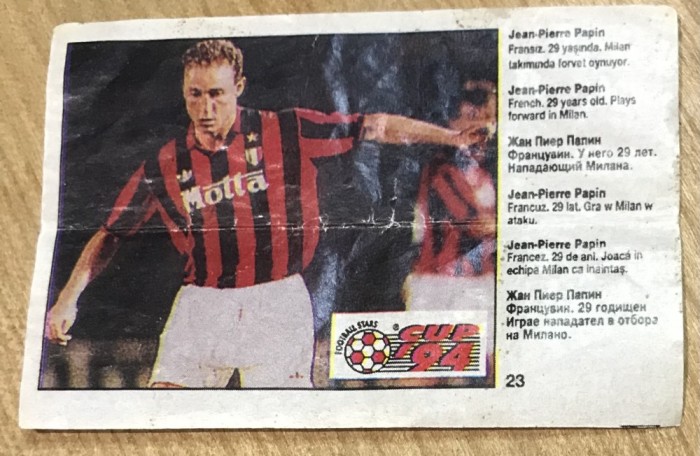 Motta
FOOTBALL STARS
® CUP
'94
Jean-Pierre Papin
Fransız. 29 yaşında. Milan
takımında forvet oynuyor.
Jean-Pierre Papin
French. 29 years old. Plays
forward in Milan.
Жан Пиер Папин
Французин. У него 29 лет.
Нападающий Милана.
Jean-Pierre Papin
Francuz. 29 lat. Gra w Milan w
ataku.
Jean-Pierre Papin
Francez. 29 de ani. Joacă în
echipa Milan ca înaintaş.
Жан Пиер Папин
Французин. 29 годишен
Играе нападател в отбора
на Милано.
23